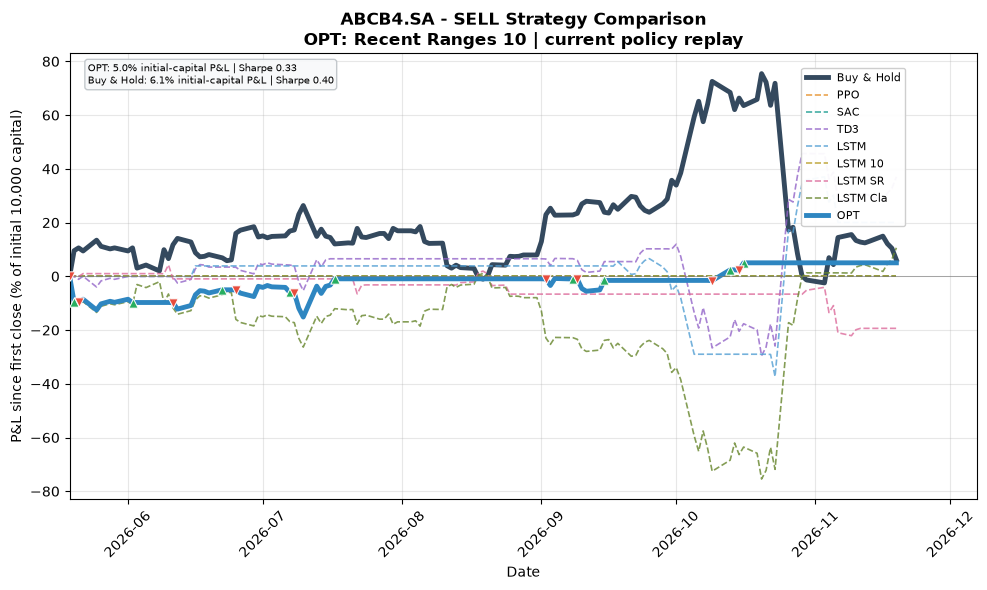 ABCB4.SA - SELL Strategy Comparison
OPT: Recent Ranges 10 | current policy replay
OPT: 5.0% initial-capital P&L | Sharpe 0.33
Buy & Hold: 6.1% initial-capital P&L | Sharpe 0.40
Buy & Hold
PPO
SAC
TD3
LSTM
LSTM 10
LSTM SR
LSTM Cla
OPT
P&L since first close (% of initial 10,000 capital)
80
60
40
20
0
−20
−40
−60
−80
2026-06
2026-07
2026-08
2026-09
2026-10
2026-11
2026-12
Date